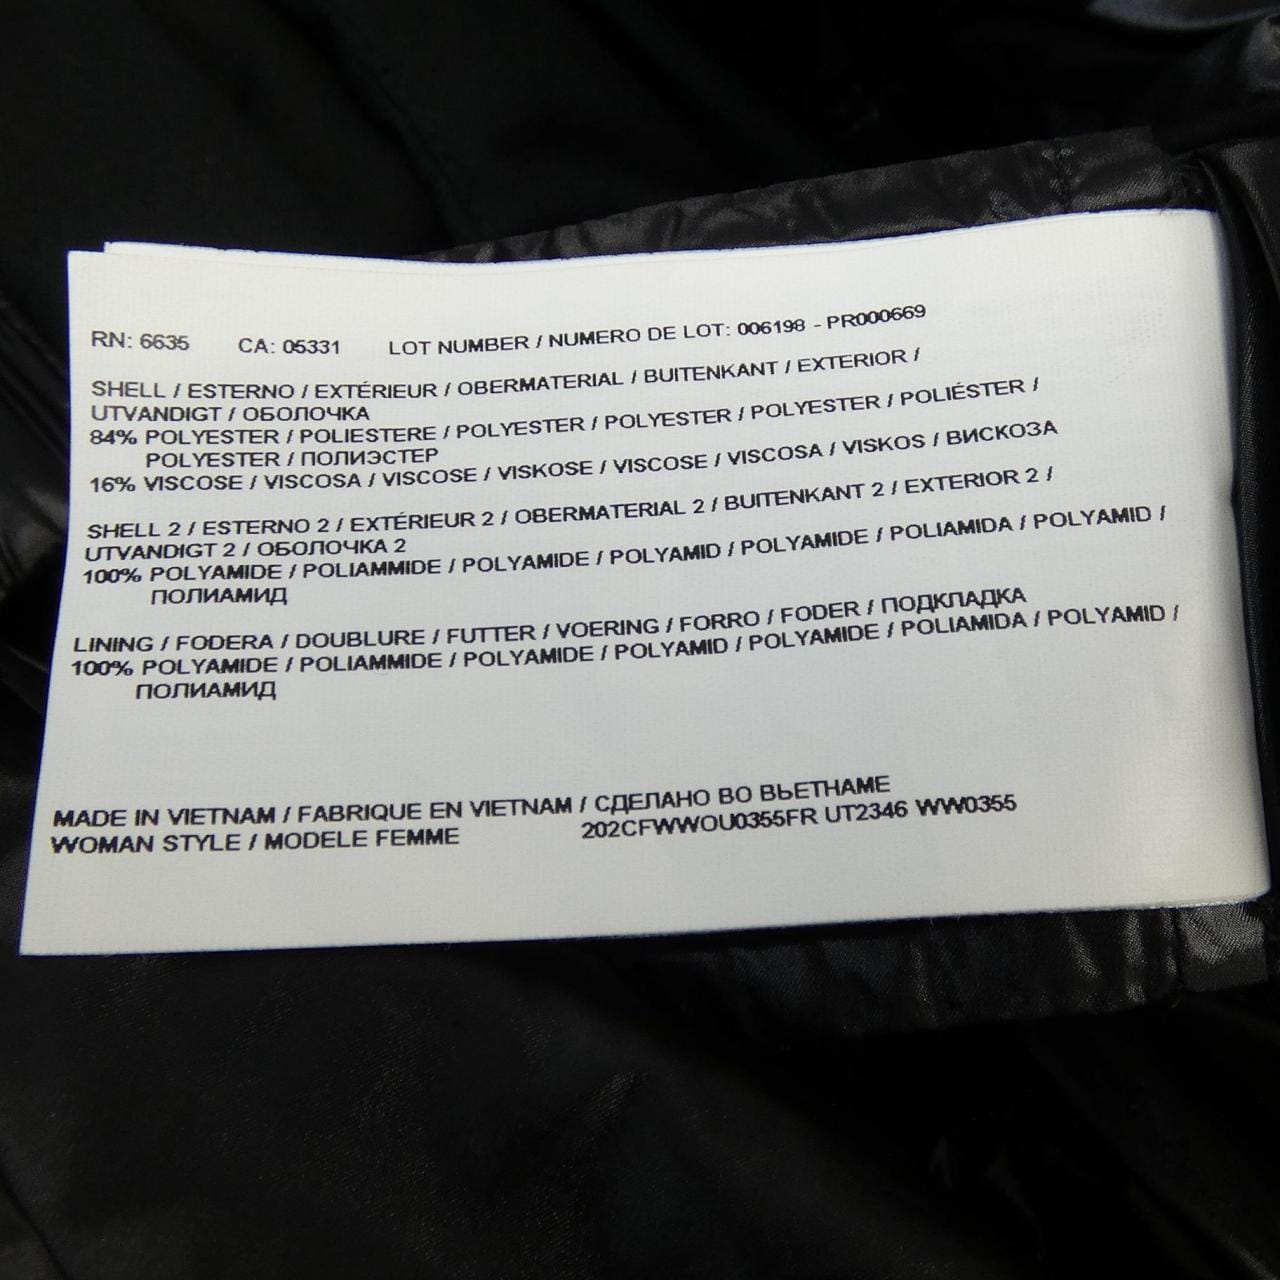 RN: 6635 CA: 05331 LOT NUMBER / NUMERO DE LOT: 006198 - PR000669
SHELL / ESTERNO / EXTÉRIEUR / OBERMATERIAL / BUITENKANT / EXTERIOR /
UTVANDIGT / ОБОЛОЧКА
84% POLYESTER / POLIESTERE / POLYESTER / POLYESTER / POLYESTER / POLIÉSTER /
POLYESTER / ПОЛИЭСТЕР
16% VISCOSE / VISCOSA / VISCOSE / VISKOSE / VISCOSE / VISCOSA / VISKOS / ВИСКОЗА
SHELL 2 / ESTERNO 2 / EXTÉRIEUR 2 / OBERMATERIAL 2 / BUITENKANT 2 / EXTERIOR 2 /
UTVANDIGT 2 / ОБОЛОЧКА 2
100% POLYAMIDE / POLIAMMIDE / POLYAMIDE / POLYAMID / POLYAMIDE / POLIAMIDA / POLYAMID /
ПОЛИАМИД
LINING / FODERA / DOUBLURE / FUTTER / VOERING / FORRO / FODER / ПОДКЛАДКА
100% POLYAMIDE / POLIAMMIDE / POLYAMIDE / POLYAMID / POLYAMIDE / POLIAMIDA / POLYAMID /
ПОЛИАМИД
MADE IN VIETNAM / FABRIQUE EN VIETNAM / СДЕЛАНО ВО ВЬЕТНАМЕ
WOMAN STYLE / MODELE FEMME 202CFWWOU0355FR UT2346 WW0355